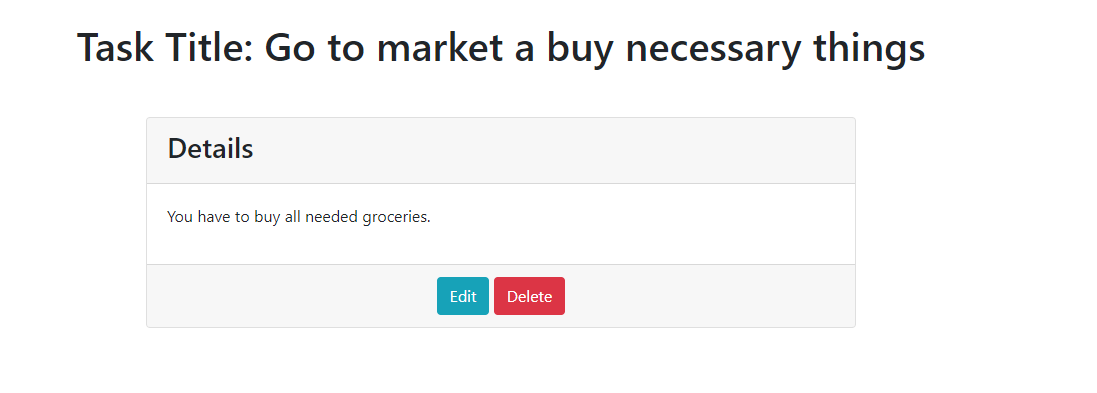 Task Title: Go to market a buy necessary things
Details
You have to buy all needed groceries.
Edit Delete